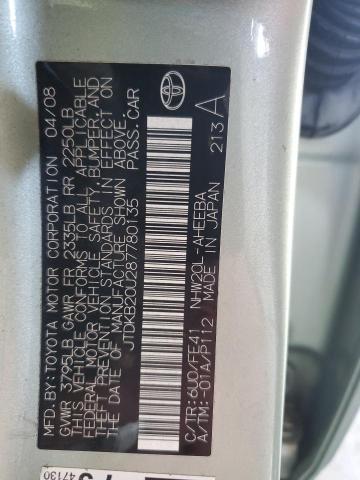 MFD.BY:TOYOTA MOTOR CORPORATION 04/08
GVWR 3795LB GAWR FR 2335LB RR 2250LB
THIS VEHICLE CONFORMS TO ALL APPLICABLE
FEDERAL MOTOR VEHICLE SAFETY, BUMPER, AND
THEFT PREVENTION STANDARDS IN EFFECT ON
THE DATE OF MANUFACTURE SHOWN ABOVE.
JTDKB20U287780135 PASS.CAR
C/TR:6U0/FE41 NHW20L-AHEEBA
A/TM:-01A/P112 MADE IN JAPAN
213A
47130